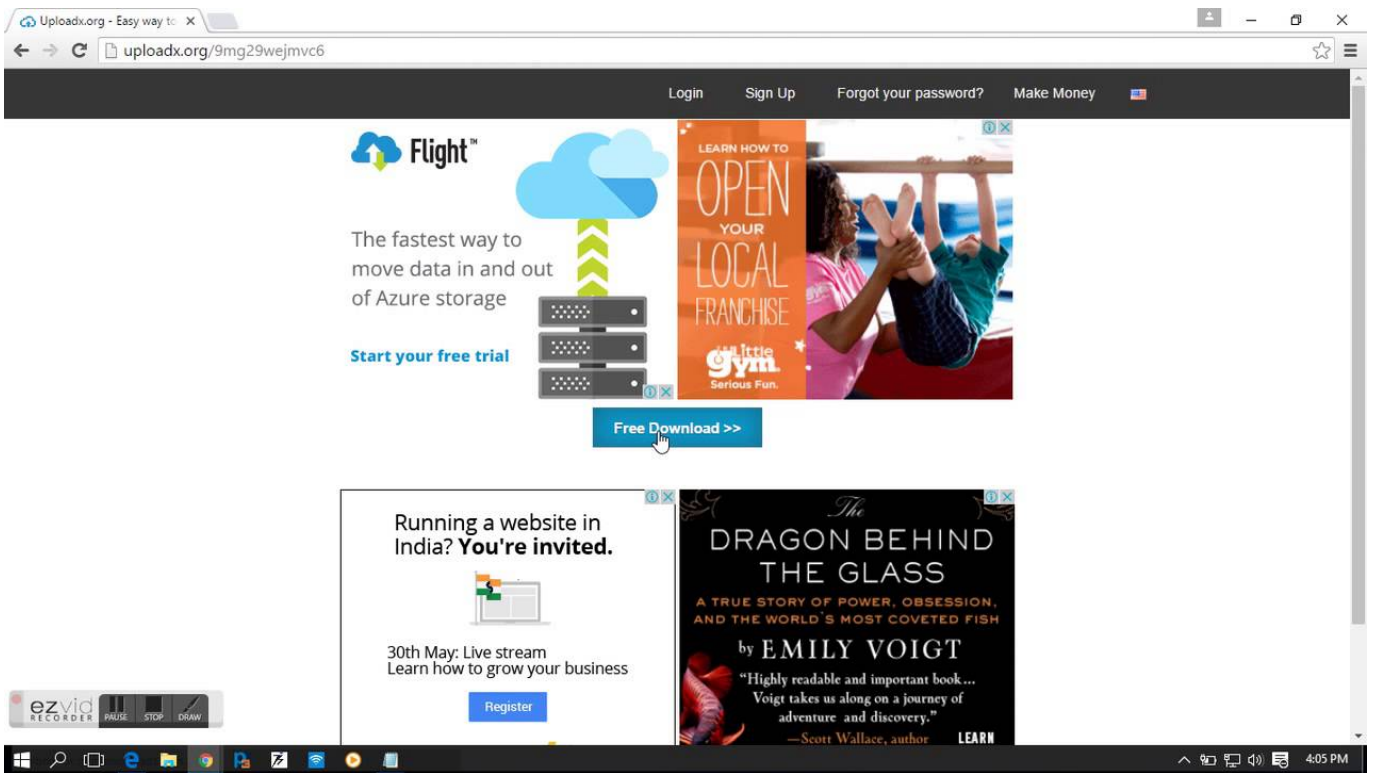 Uploadx.org - Easy way to
uploadx.org/9mg29wejmvc6
Login Sign Up Forgot your password? Make Money
Flight™
The fastest way to
move data in and out
of Azure storage
Start your free trial
LEARN HOW TO
OPEN
YOUR
LOCAL
FRANCHISE
The Little
gym.
Serious Fun.
Free Download >>
Running a website in
India? You're invited.
30th May: Live stream
Learn how to grow your business
Register
The
DRAGON BEHIND
THE GLASS
A TRUE STORY OF POWER, OBSESSION,
AND THE WORLD'S MOST COVETED FISH
by EMILY VOIGT
"Highly readable and important book...
Voigt takes us along on a journey of
adventure and discovery."
—Scott Wallace, author
LEARN
ezvid
RECORDER
PAUSE STOP DRAW
4:05 PM